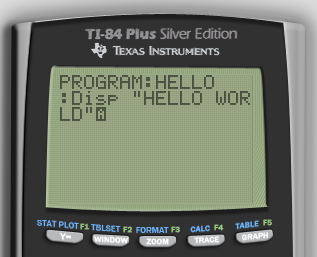 TI-84 Plus Silver Edition
TEXAS INSTRUMENTS
PROGRAM:HELLO
:Disp "HELLO WOR
LD"A
STAT PLOT F1 TBLSET F2 FORMAT F3 CALC F4 TABLE F5
Y= WINDOW ZOOM TRACE GRAPH